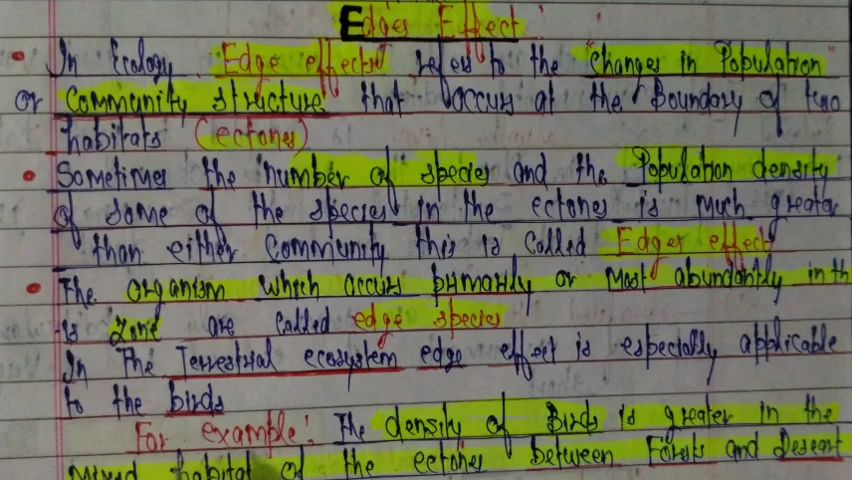 Edges Effect
• In Ecology Edge effects refers to the "Changes in Population"
or Community structure that occurs at the Boundary of two
habitats (ectones)
• Sometimes the number of species and the Population density
of some of the species in the ectones is much greater
than either Community this is called Edges effect
• The organism which occurs primarily or most abundantly in th
is zone are called edge species
In The Terrestrial ecosystem edge effect is especially applicable
to the birds
For example: The density of Birds is greater in the
mixed habitat of the ectones between Forests and Desert